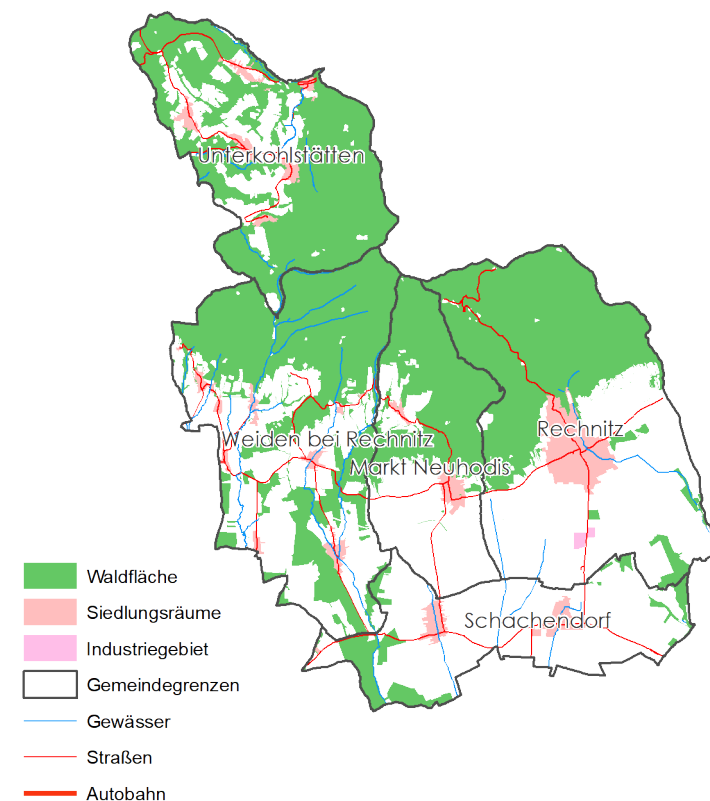 Unterkohlstätten
Rechnitz
Weiden bei Rechnitz
Markt Neuhodis
Schachendorf
Waldfläche
Siedlungsräume
Industriegebiet
Gemeindegrenzen
Gewässer
Straßen
Autobahn